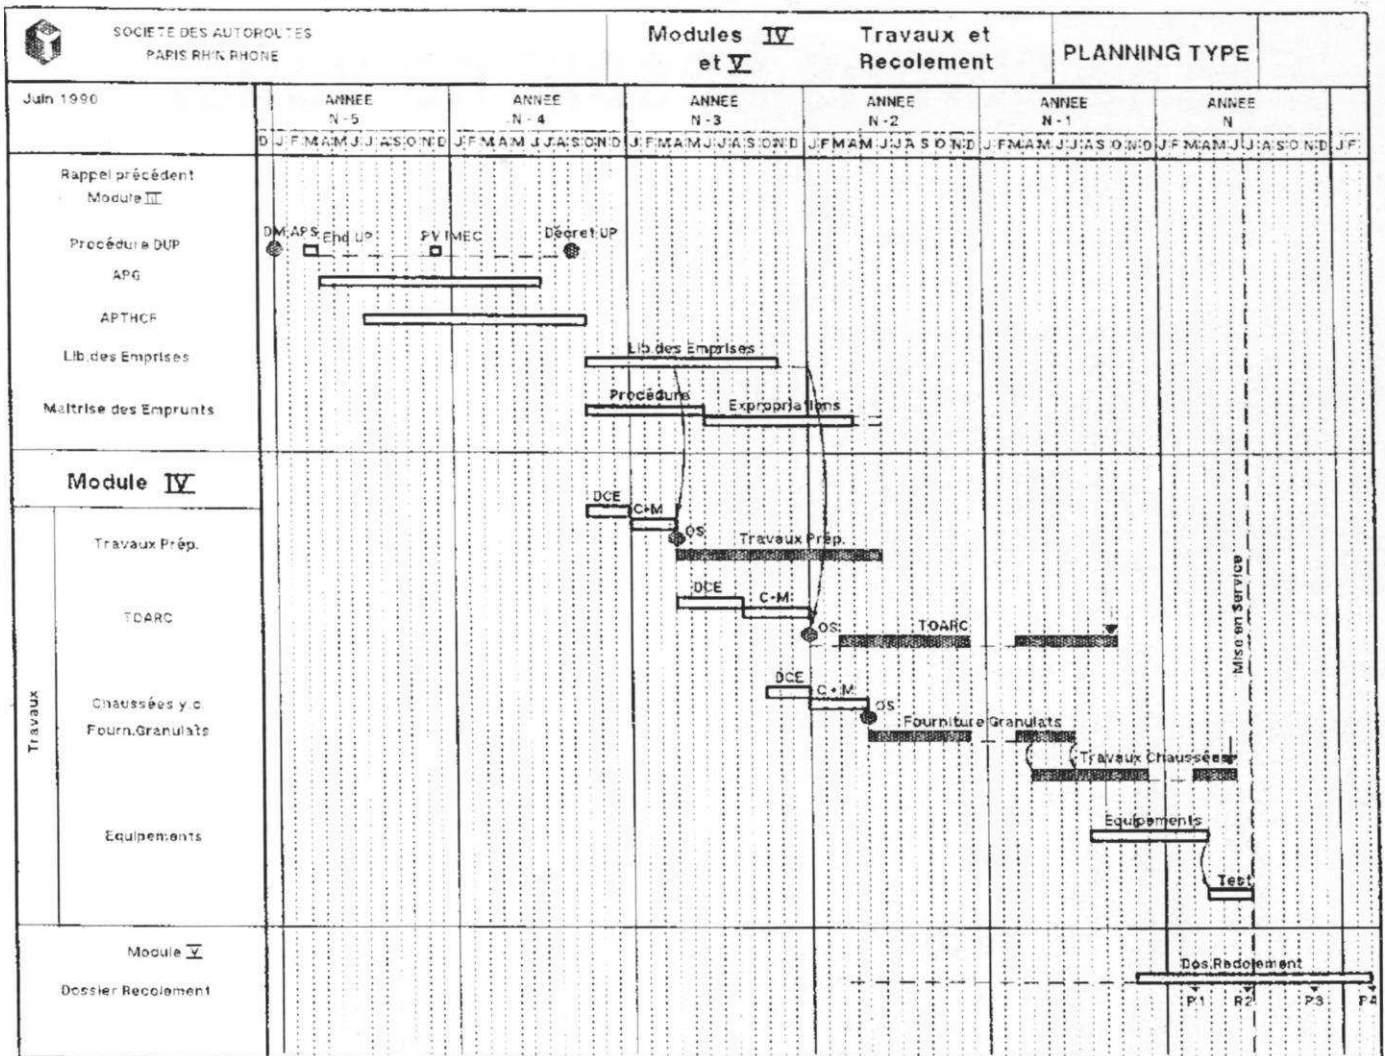 SOCIETE DES AUTOROUTES
PARIS RHIN RHONE
Modules IV
et V
Travaux et
Recolement
PLANNING TYPE
Juin 1990
ANNEE
N - 5
ANNEE
N - 4
ANNEE
N - 3
ANNEE
N - 2
ANNEE
N - 1
ANNEE
N
D J F M A M J J A S O N D J F M A M J J A S O N D J F M A M J J A S O N D J F M A M J J A S O N D J F M A M J J A S O N D J F M A M J J A S O N D J F
Rappel précédent
Module III
Procédure DUP
DM APS
Enq UP
PV IMEC
Décret UP
APG
APTHCF
Lib.des Emprises
Lib.des Emprises
Maîtrise des Emprunts
Procédure
Expropriations
Module IV
Travaux
Travaux Prép.
DCE
C+M
OS
Travaux Prép.
TOARC
DCE
C+M
OS
TOARC
Chaussées y.c.
Fourn.Granulats
DCE
C+M
OS
Fourniture Granulats
Travaux Chaussées
Mise en Service
Equipements
Equipements
Test
Module V
Dossier Recolement
Dos.Recolement
P1
P2
P3
P4